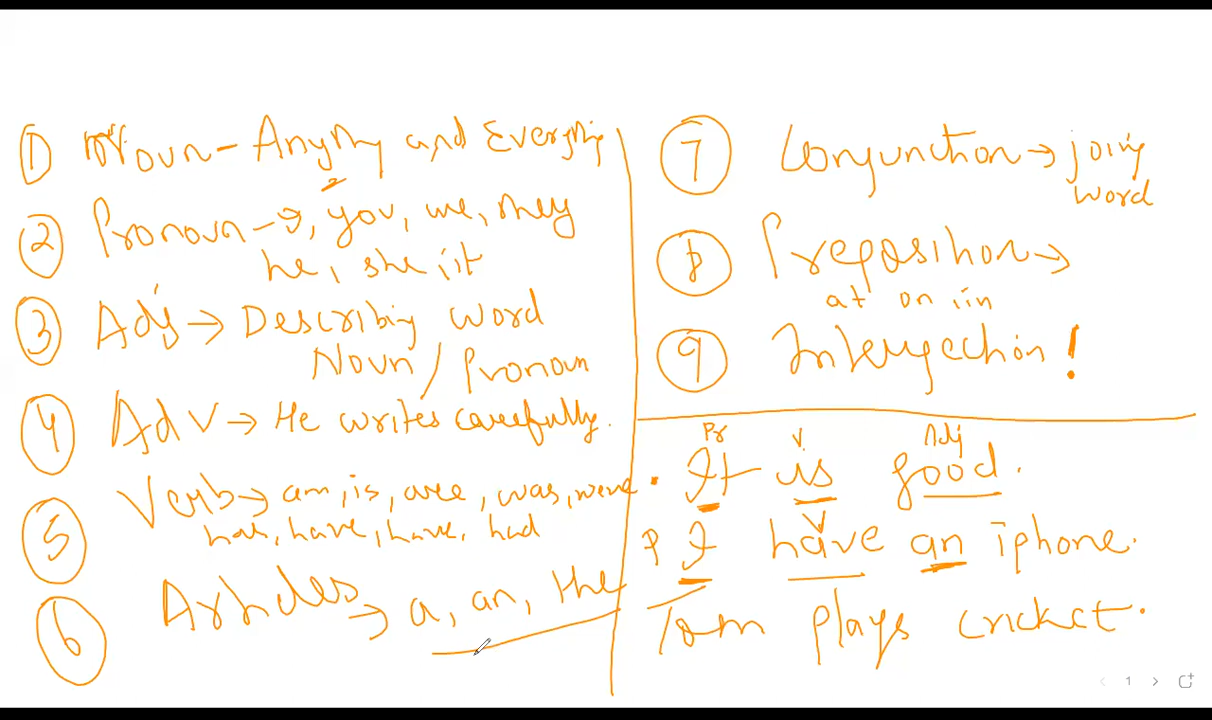 1 Noun - Anything and Everything
2 Pronoun - I, you, we, they
he, she, it
3 Adj → Describing word
Noun / Pronoun
4 Adv → He writes carefully.
5 Verb → am, is, are, was, were
has, have, have, had
6 Articles → a, an, the
7 Conjunction → joing
word
8 Preposition →
at on in
9 Interjection !
Pr V Adj
It is good.
P V
I have an iphone.
Tom plays cricket.
1